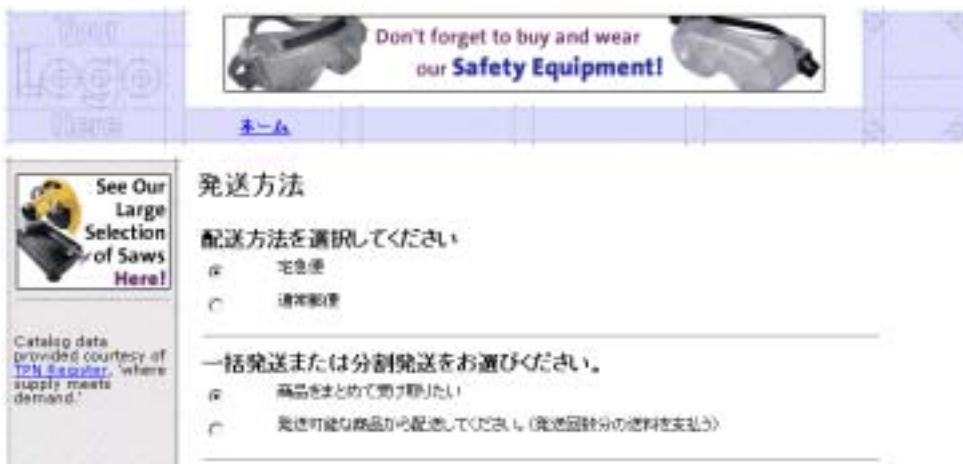 Your
Logo
Here
Don't forget to buy and wear
our Safety Equipment!
ホーム
See Our
Large
Selection
of Saws
Here!
Catalog data
provided courtesy of
TPN Register, 'where
supply meets
demand.'
発送方法
配送方法を選択してください
宅急便
通常郵便
一括発送または分割発送をお選びください。
商品をまとめて受け取りたい
発送可能な商品から配送してください。(発送回数分の送料を支払う)